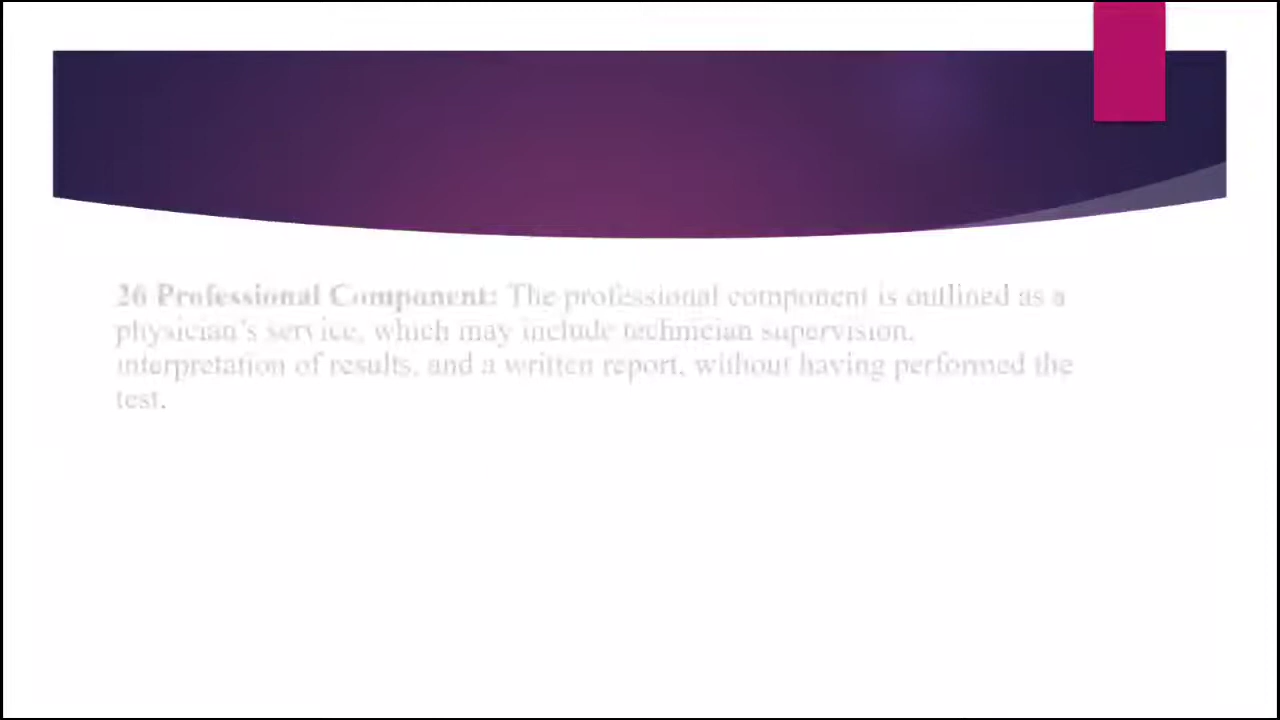 26 Professional Component: The professional component is outlined as a
physician's service, which may include technician supervision,
interpretation of results, and a written report, without having performed the
test.